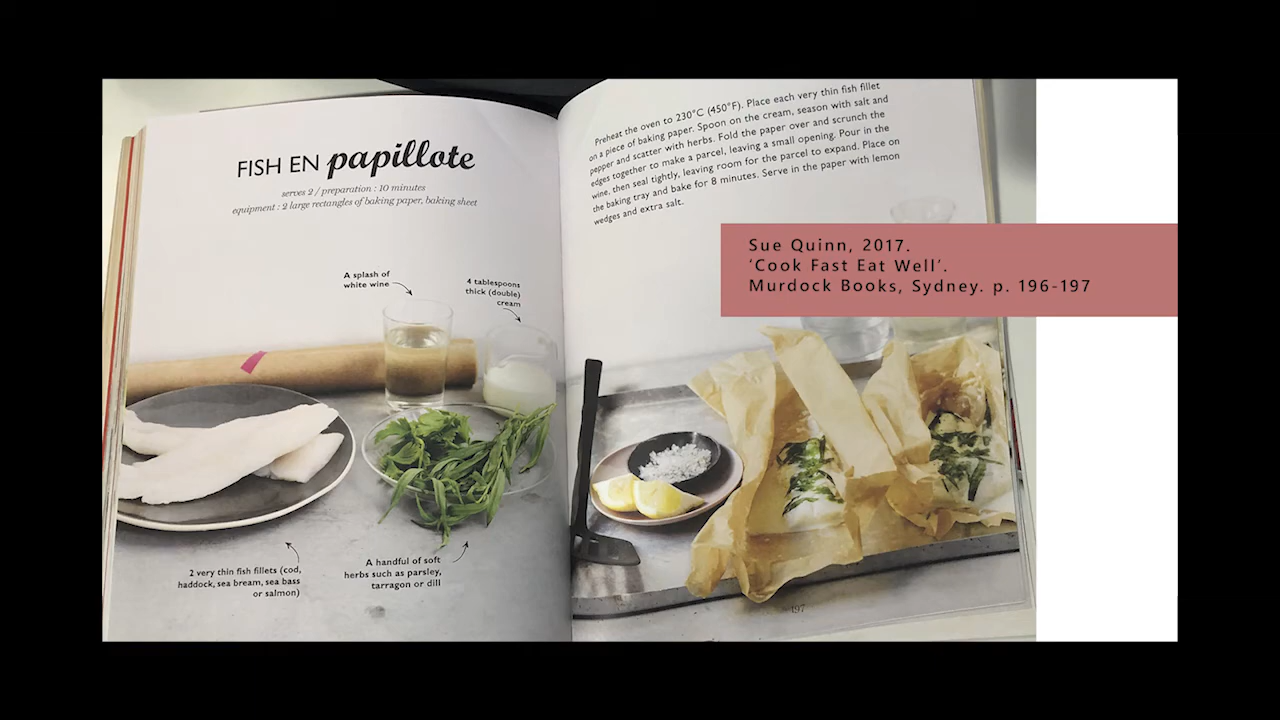 FISH EN papillote
serves 2 / preparation : 10 minutes
equipment : 2 large rectangles of baking paper, baking sheet
A splash of
white wine
4 tablespoons
thick (double)
cream
2 very thin fish fillets (cod,
haddock, sea bream, sea bass
or salmon)
A handful of soft
herbs such as parsley,
tarragon or dill
Preheat the oven to 230°C (450°F). Place each very thin fish fillet
on a piece of baking paper. Spoon on the cream, season with salt and
pepper and scatter with herbs. Fold the paper over and scrunch the
edges together to make a parcel, leaving a small opening. Pour in the
wine, then seal tightly, leaving room for the parcel to expand. Place on
the baking tray and bake for 8 minutes. Serve in the paper with lemon
wedges and extra salt.
Sue Quinn, 2017.
‘Cook Fast Eat Well’.
Murdock Books, Sydney. p. 196-197
197